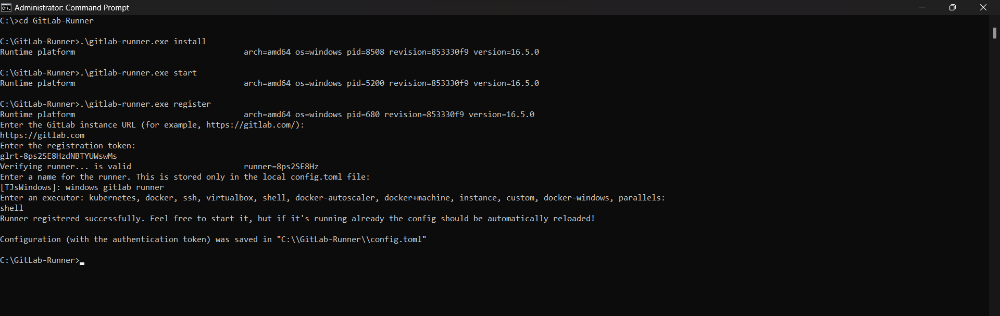 Administrator: Command Prompt
C:\>cd GitLab-Runner
C:\GitLab-Runner>.\gitlab-runner.exe install
Runtime platform                                    arch=amd64 os=windows pid=8508 revision=853330f9 version=16.5.0
C:\GitLab-Runner>.\gitlab-runner.exe start
Runtime platform                                    arch=amd64 os=windows pid=5200 revision=853330f9 version=16.5.0
C:\GitLab-Runner>.\gitlab-runner.exe register
Runtime platform                                    arch=amd64 os=windows pid=680 revision=853330f9 version=16.5.0
Enter the GitLab instance URL (for example, https://gitlab.com/):
https://gitlab.com
Enter the registration token:
glrt-8ps2SE8HzdNBTYUWswMs
Verifying runner... is valid                        runner=8ps2SE8Hz
Enter a name for the runner. This is stored only in the local config.toml file:
[TJsWindows]: windows gitlab runner
Enter an executor: kubernetes, docker, ssh, virtualbox, shell, docker-autoscaler, docker+machine, instance, custom, docker-windows, parallels:
shell
Runner registered successfully. Feel free to start it, but if it's running already the config should be automatically reloaded!
Configuration (with the authentication token) was saved in "C:\\GitLab-Runner\\config.toml"
C:\GitLab-Runner>